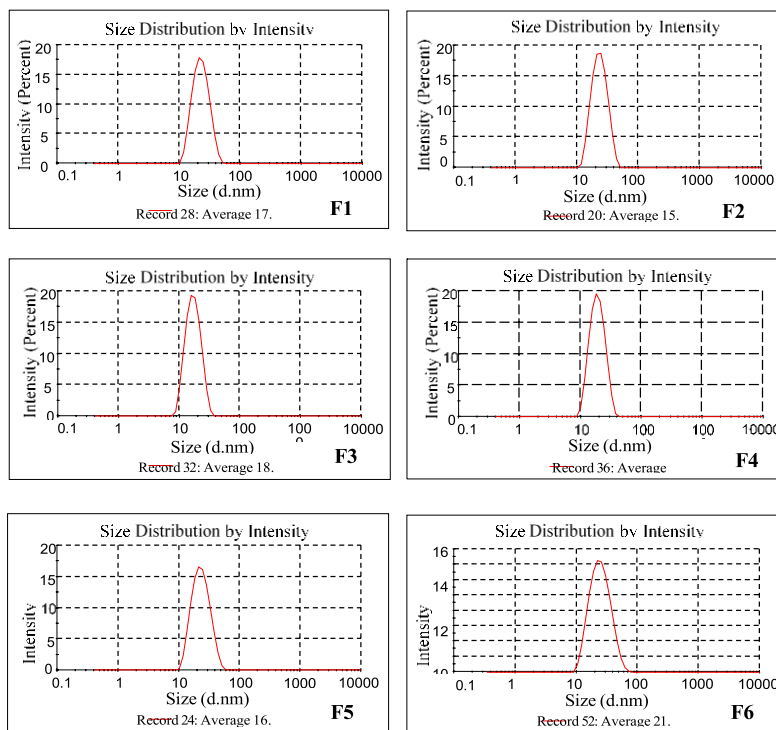 Size Distribution by Intensity
Intensity (Percent)
20
15
10
5
0
0.1 1 10 100 1000 10000
Size (d.nm)
Record 28: Average 17.
F1
Size Distribution by Intensity
Intensity (Percent)
20
15
10
5
0
0.1 1 10 100 1000 10000
Size (d.nm)
Record 20: Average 15.
F2
Size Distribution by Intensity
Intensity (Percent)
20
15
10
5
0
0.1 1 10 100 100 10000
Size (d.nm)
Record 32: Average 18.
F3
Size Distribution by Intensity
Intensity (Percent)
20
15
10
5
0
0.1 1 10 100 100 10000
Size (d.nm)
Record 36: Average
F4
Size Distribution by Intensity
Intensity
20
15
10
5
0
0.1 1 10 100 1000 10000
Size (d.nm)
Record 24: Average 16.
F5
Size Distribution by Intensity
Intensity
16
14
12
10
0.1 1 10 100 1000 10000
Size (d.nm)
Record 52: Average 21.
F6